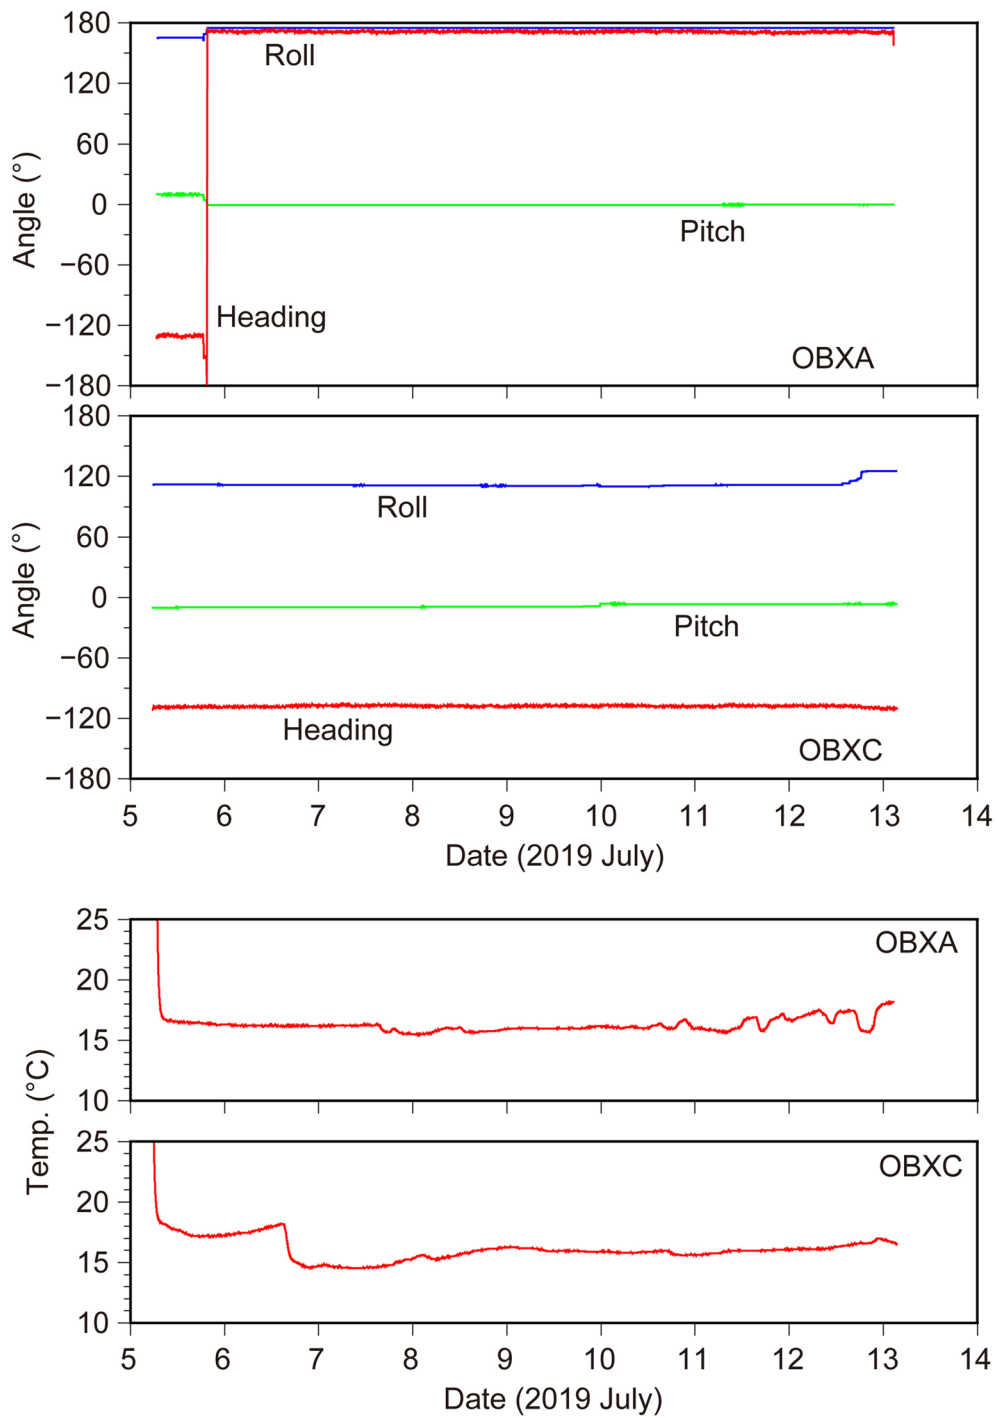 180
120
60
0
−60
−120
−180
Angle (°)
Roll
Pitch
Heading
OBXA
180
120
60
0
−60
−120
−180
Angle (°)
Roll
Pitch
Heading
OBXC
5 6 7 8 9 10 11 12 13 14
Date (2019 July)
25
20
15
10
OBXA
Temp. (°C)
25
20
15
10
OBXC
5 6 7 8 9 10 11 12 13 14
Date (2019 July)